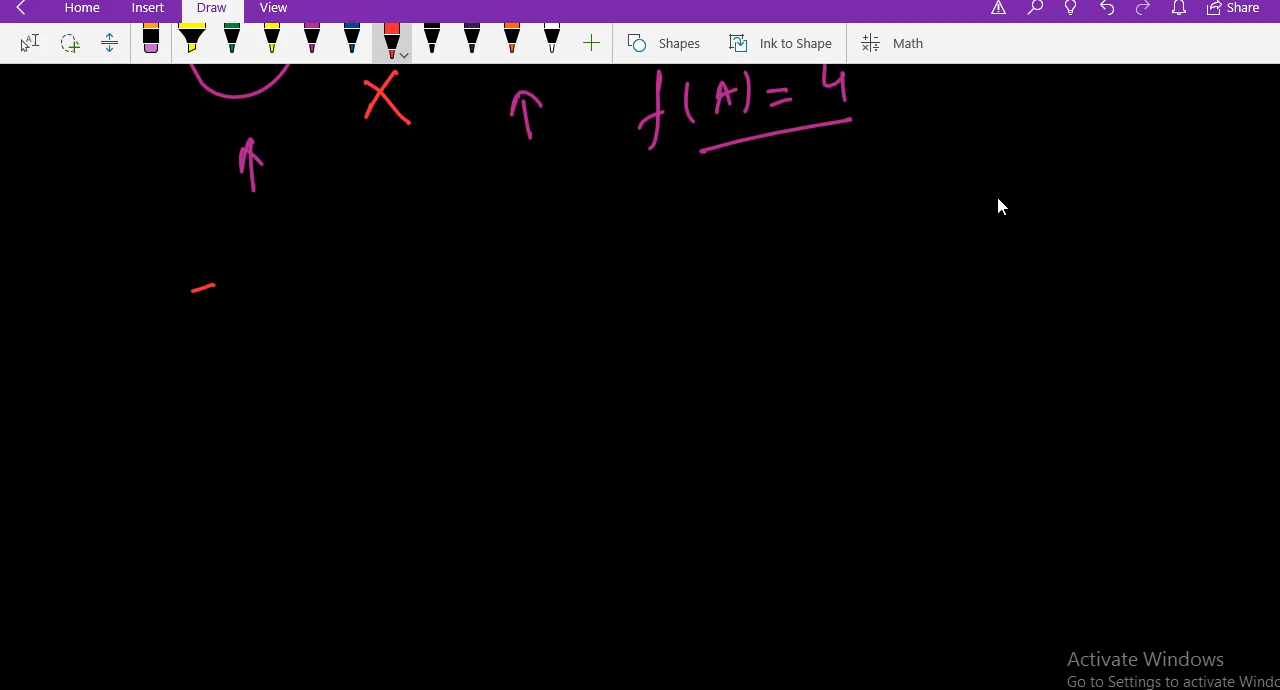 Home Insert Draw View Share
Shapes Ink to Shape Math
X f(A) = 4
Activate Windows
Go to Settings to activate Windo